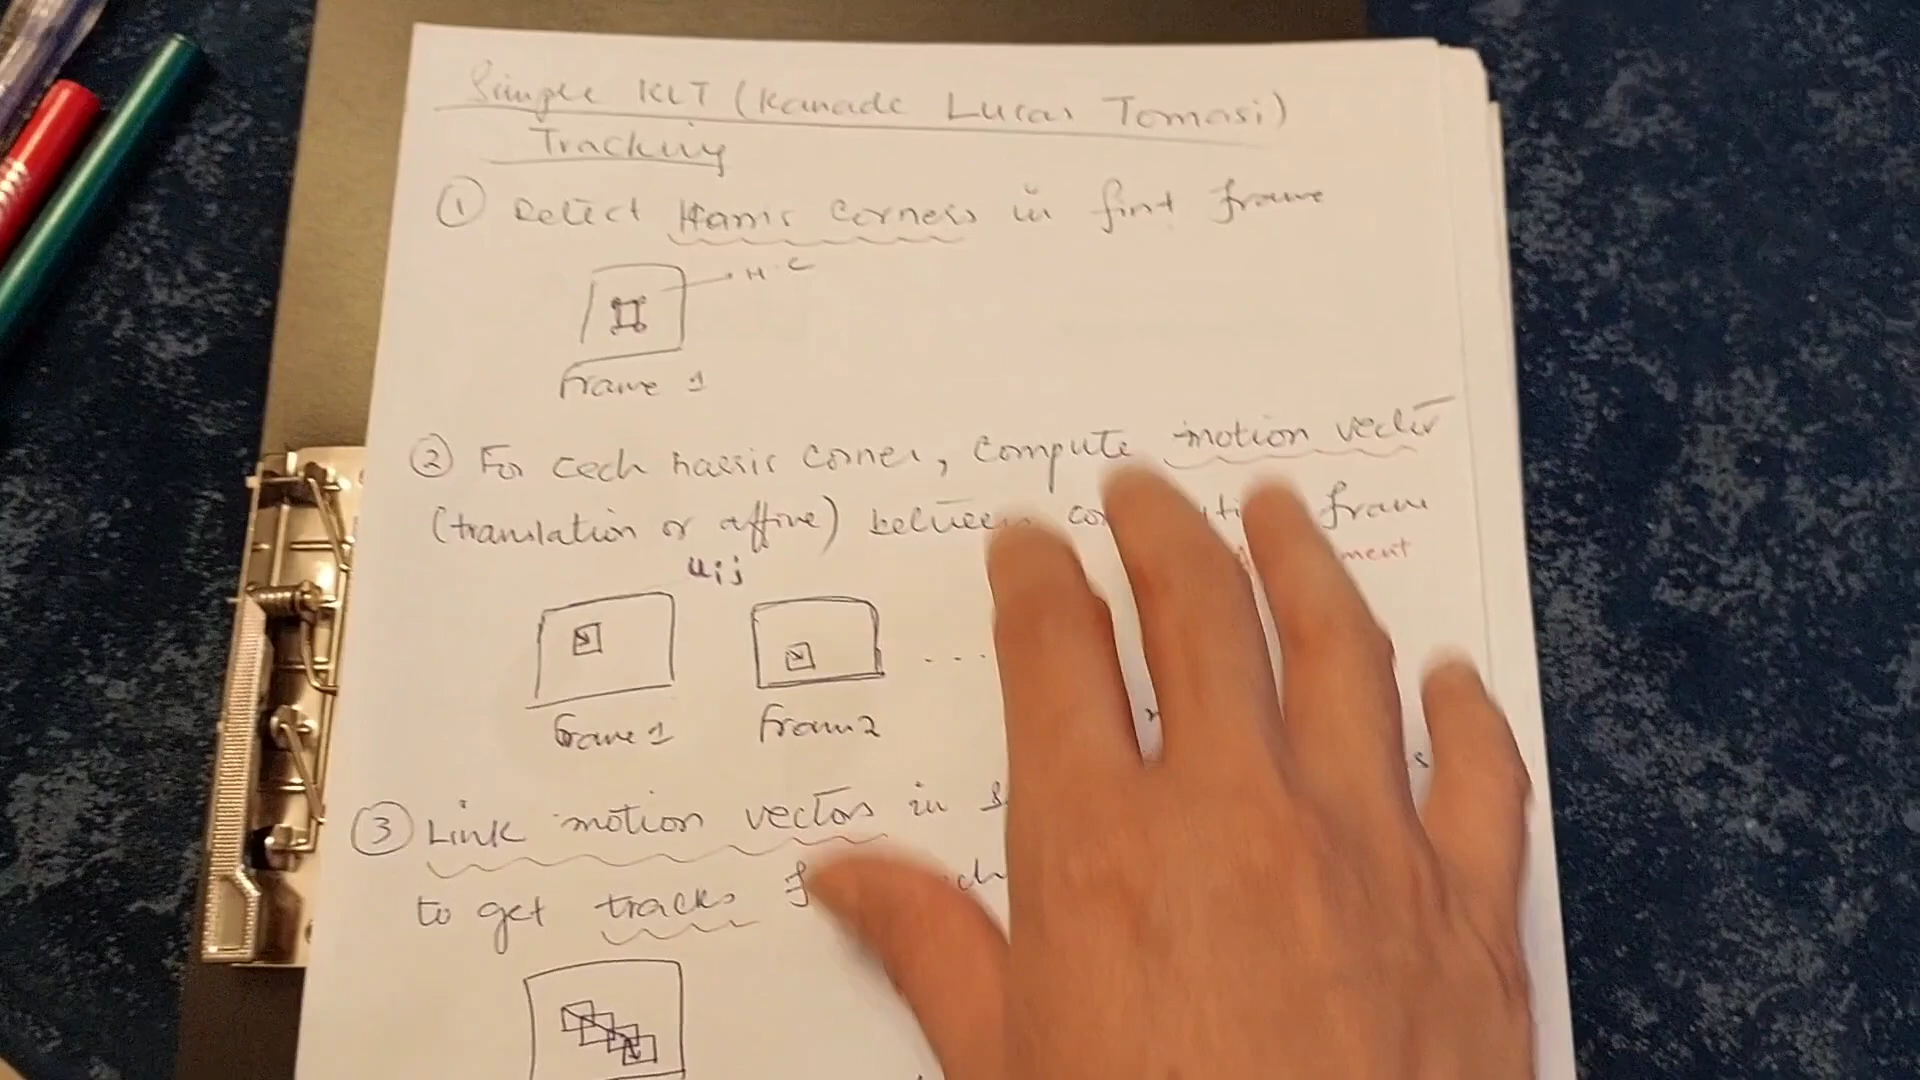 Simple KLT (Kanade Lucas Tomasi)
Tracking
① Detect Harris corners in first frame
H.C
Frame 1
② For each harris corner, compute motion vector
(translation or affine) between frame
ment
uij
frame 1
Fram 2
③ Link motion vectors in s
to get tracks